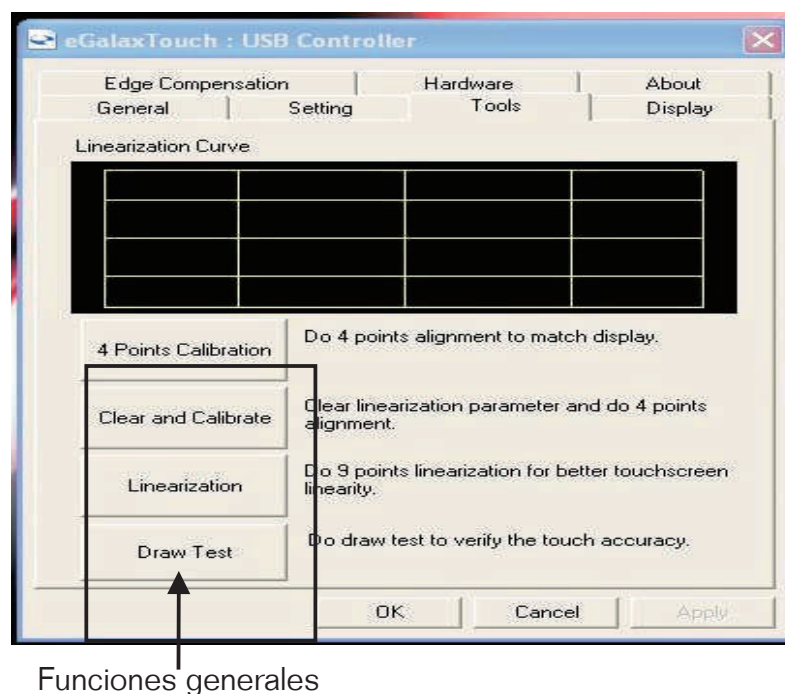 eGalaxTouch : USB Controller
Edge Compensation Hardware About
General Setting Tools Display
Linearization Curve
4 Points Calibration
Do 4 points alignment to match display.
Clear and Calibrate
Clear linearization parameter and do 4 points
alignment.
Linearization
Do 9 points linearization for better touchscreen
linearity.
Draw Test
Do draw test to verify the touch accuracy.
OK Cancel Apply
Funciones generales